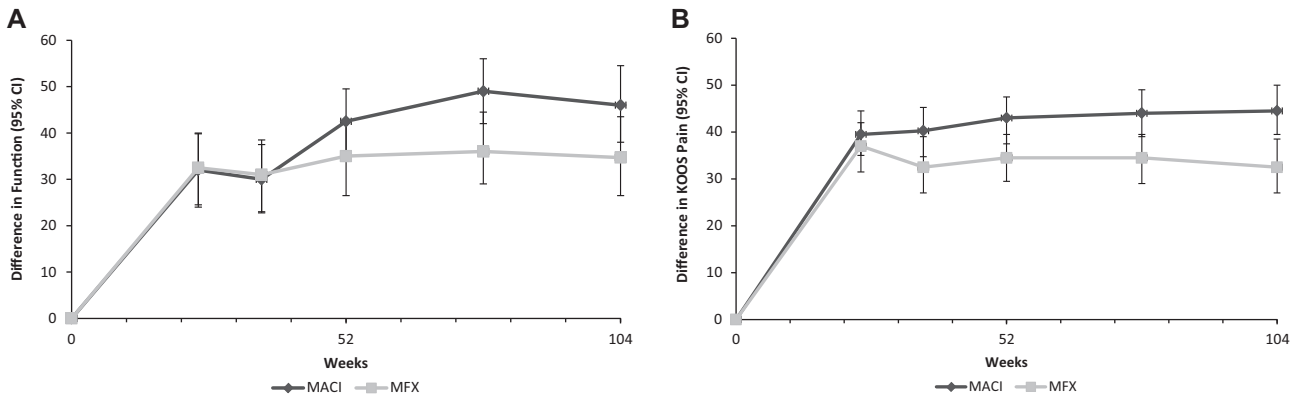 A
60
50
40
30
20
10
0
Difference in Function (95% CI)
0 52 104
Weeks
MACI MFX
B
60
50
40
30
20
10
0
Difference in KOOS Pain (95% CI)
0 52 104
Weeks
MACI MFX